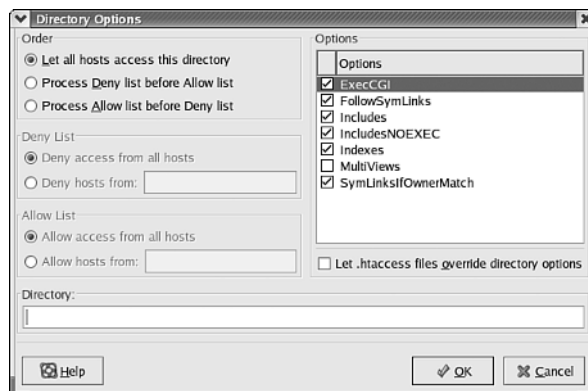 Directory Options
Order
Let all hosts access this directory
Process Deny list before Allow list
Process Allow list before Deny list
Deny List
Deny access from all hosts
Deny hosts from:
Allow List
Allow access from all hosts
Allow hosts from:
Options
Options
ExecCGI
FollowSymLinks
Includes
IncludesNOEXEC
Indexes
MultiViews
SymLinksIfOwnerMatch
Let .htaccess files override directory options
Directory:
Help
OK
Cancel